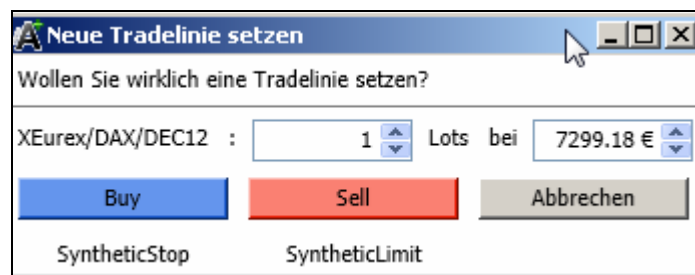 Neue Tradelinie setzen
Wollen Sie wirklich eine Tradelinie setzen?
XEurex/DAX/DEC12 : 1 Lots bei 7299.18 €
Buy Sell Abbrechen
SyntheticStop SyntheticLimit